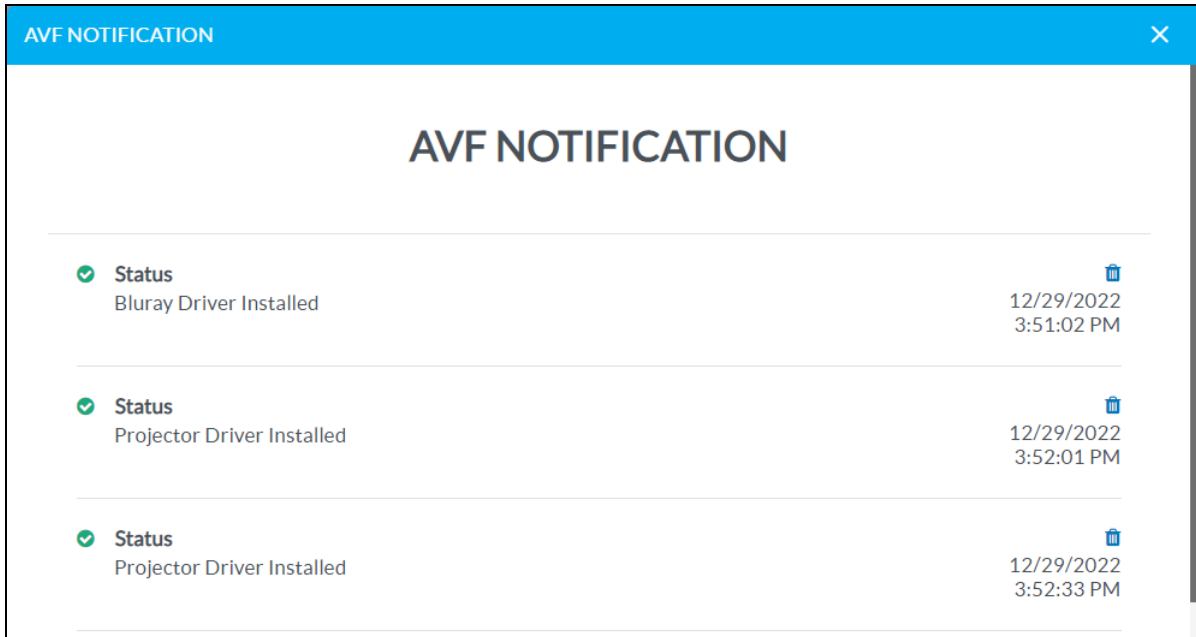 AVF NOTIFICATION
AVF NOTIFICATION
Status
Bluray Driver Installed
12/29/2022
3:51:02 PM
Status
Projector Driver Installed
12/29/2022
3:52:01 PM
Status
Projector Driver Installed
12/29/2022
3:52:33 PM